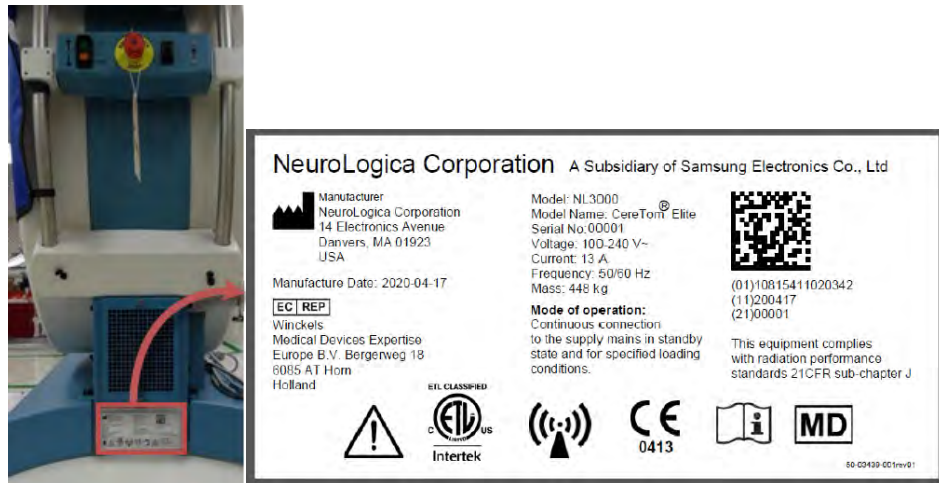 NeuroLogica Corporation A Subsidiary of Samsung Electronics Co., Ltd
Manufacturer
NeuroLogica Corporation
14 Electronics Avenue
Danvers, MA 01923
USA
Manufacture Date: 2020-04-17
EC REP
Winckels
Medical Devices Expertise
Europe B.V. Bergerweg 18
6085 AT Horn
Holland
Model: NL3000
Model Name: CereTom® Elite
Serial No:00001
Voltage: 100-240 V~
Current: 13 A
Frequency: 50/60 Hz
Mass: 448 kg
Mode of operation:
Continuous connection
to the supply mains in standby
state and for specified loading
conditions.
(01)10815411020342
(11)200417
(21)00001
This equipment complies
with radiation performance
standards 21CFR sub-chapter J
ETL CLASSIFIED
C ETL US
LISTED
Intertek
CE
0413
MD
50-00439-001rev01